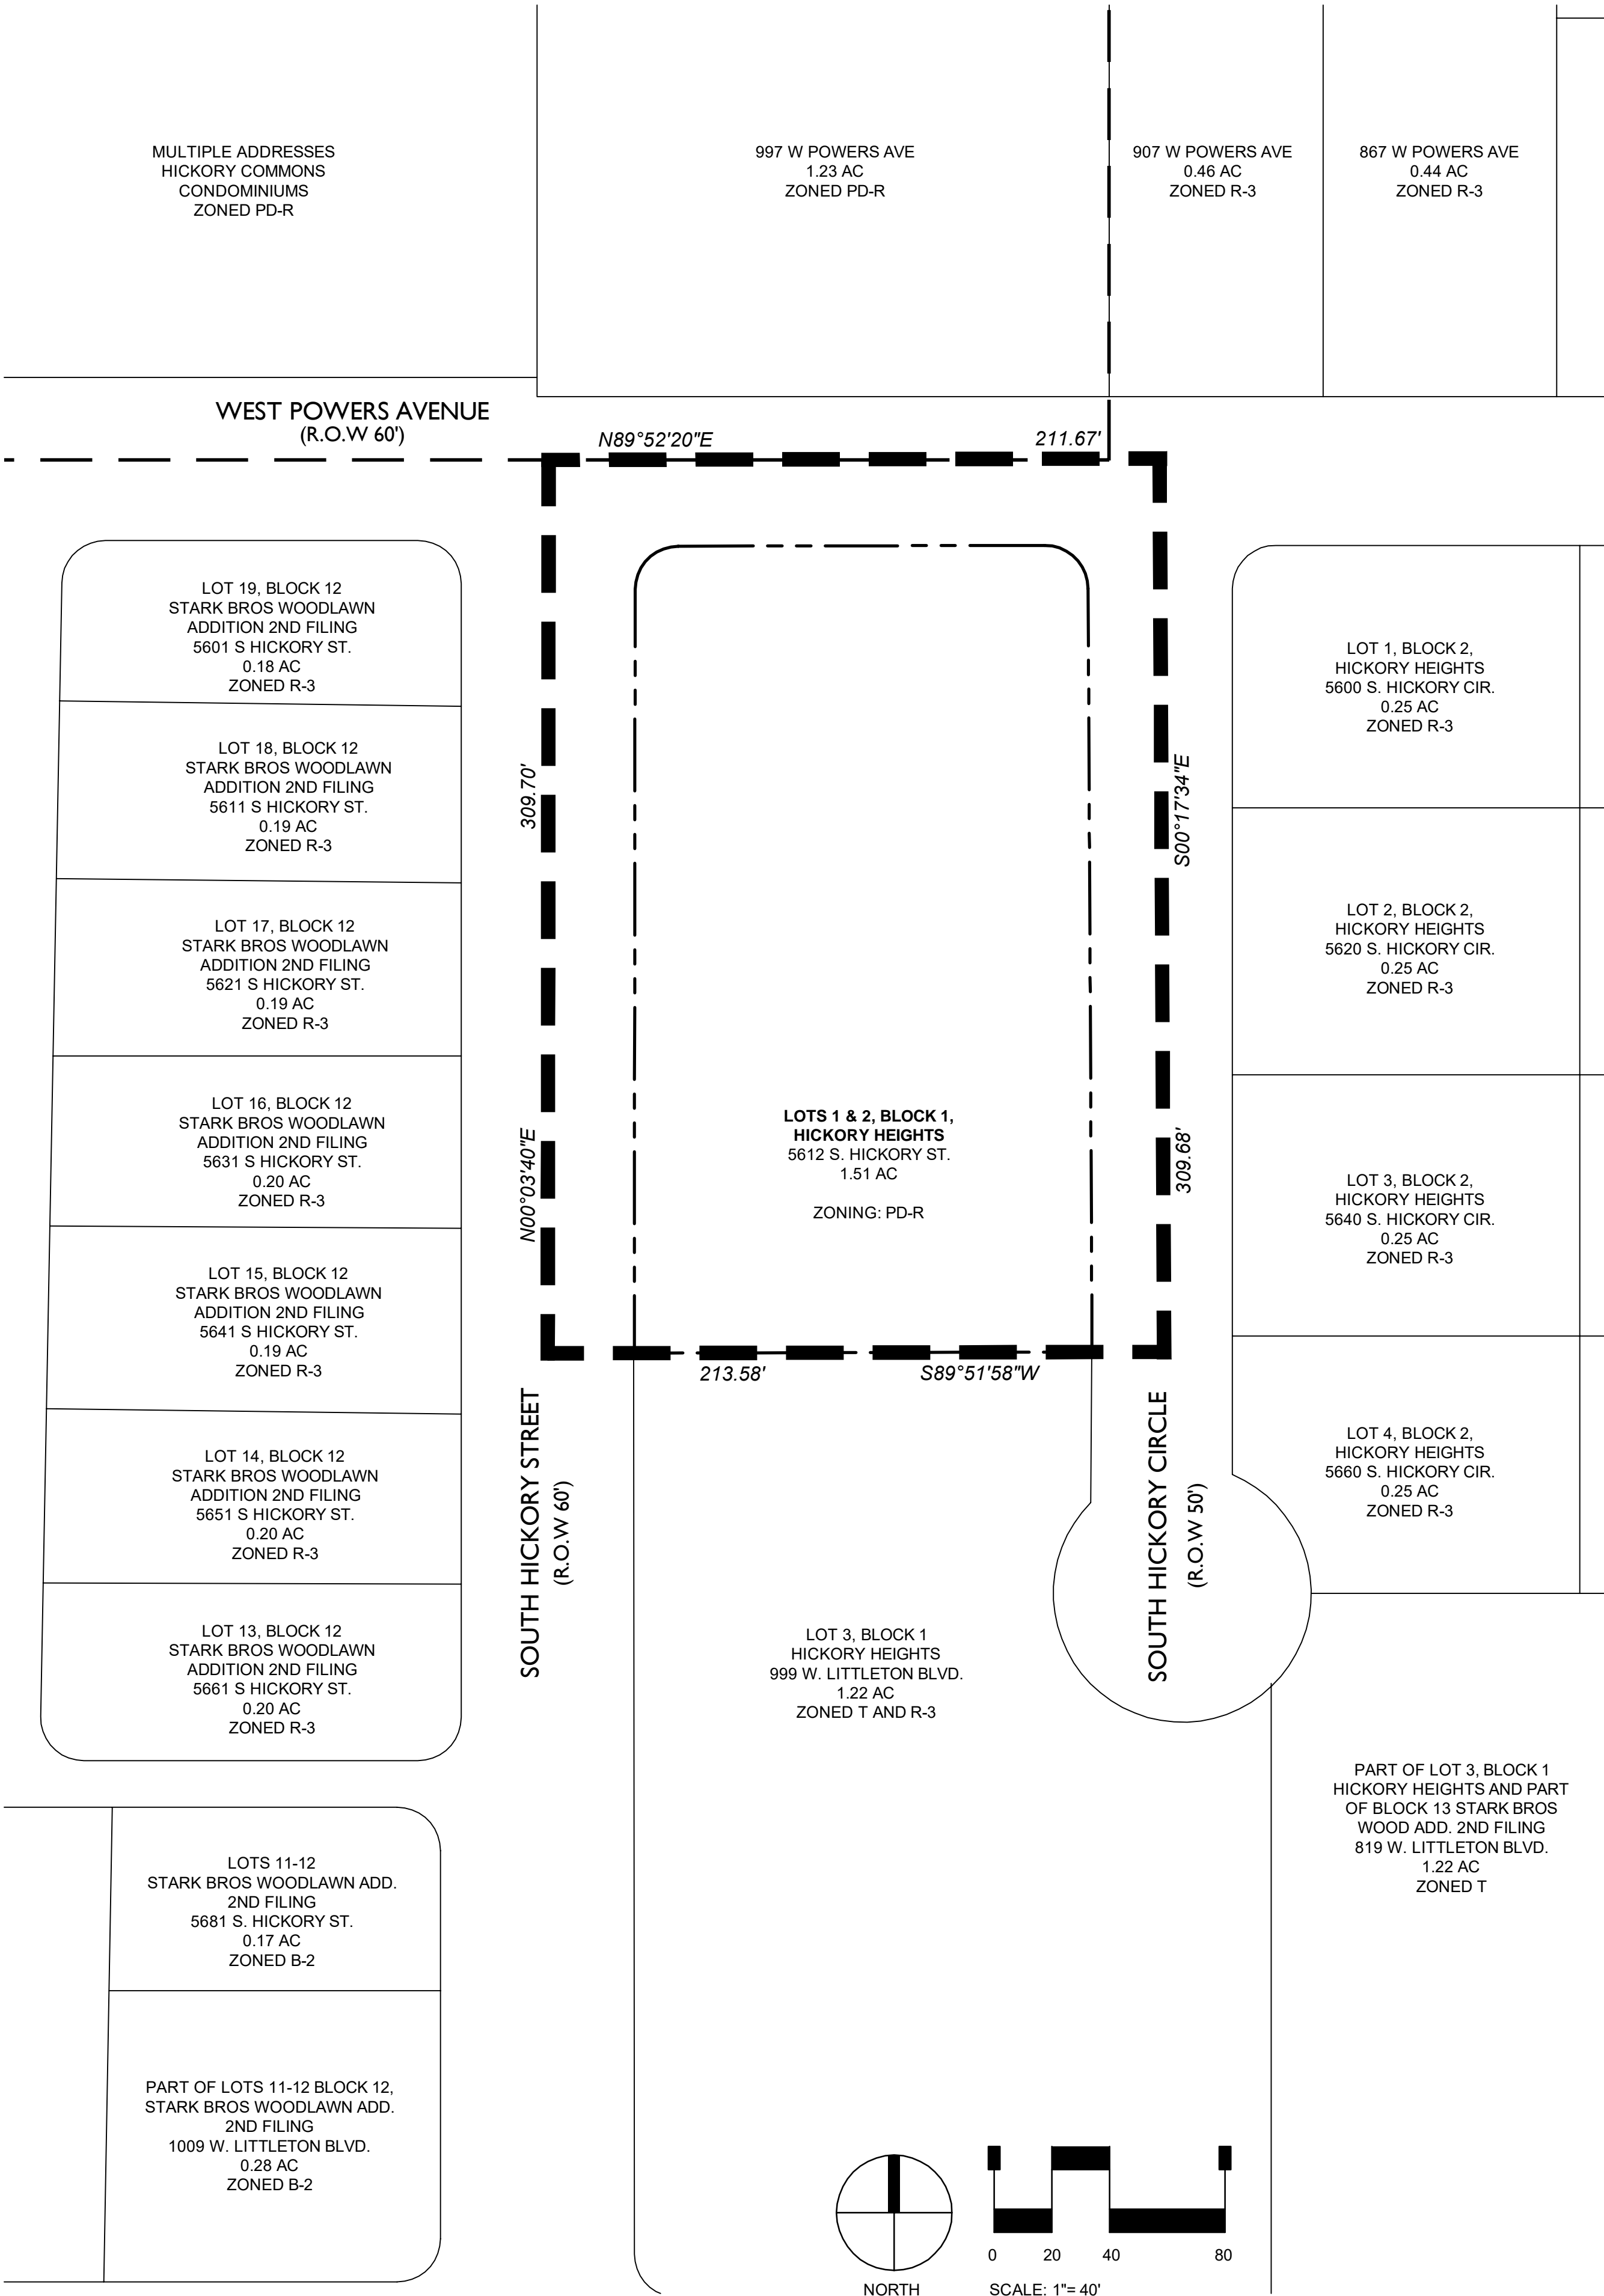 MULTIPLE ADDRESSES
HICKORY COMMONS
CONDOMINIUMS
ZONED PD-R
997 W POWERS AVE
1.23 AC
ZONED PD-R
907 W POWERS AVE
0.46 AC
ZONED R-3
867 W POWERS AVE
0.44 AC
ZONED R-3
WEST POWERS AVENUE
(R.O.W 60')
N89°52'20"E
211.67'
LOT 19, BLOCK 12
STARK BROS WOODLAWN
ADDITION 2ND FILING
5601 S HICKORY ST.
0.18 AC
ZONED R-3
LOT 18, BLOCK 12
STARK BROS WOODLAWN
ADDITION 2ND FILING
5611 S HICKORY ST.
0.19 AC
ZONED R-3
LOT 17, BLOCK 12
STARK BROS WOODLAWN
ADDITION 2ND FILING
5621 S HICKORY ST.
0.19 AC
ZONED R-3
LOT 16, BLOCK 12
STARK BROS WOODLAWN
ADDITION 2ND FILING
5631 S HICKORY ST.
0.20 AC
ZONED R-3
LOT 15, BLOCK 12
STARK BROS WOODLAWN
ADDITION 2ND FILING
5641 S HICKORY ST.
0.19 AC
ZONED R-3
LOT 14, BLOCK 12
STARK BROS WOODLAWN
ADDITION 2ND FILING
5651 S HICKORY ST.
0.20 AC
ZONED R-3
LOT 13, BLOCK 12
STARK BROS WOODLAWN
ADDITION 2ND FILING
5661 S HICKORY ST.
0.20 AC
ZONED R-3
LOTS 11-12
STARK BROS WOODLAWN ADD.
2ND FILING
5681 S. HICKORY ST.
0.17 AC
ZONED B-2
PART OF LOTS 11-12 BLOCK 12,
STARK BROS WOODLAWN ADD.
2ND FILING
1009 W. LITTLETON BLVD.
0.28 AC
ZONED B-2
309.70'
N00°03'40"E
SOUTH HICKORY STREET
(R.O.W 60')
LOTS 1 & 2, BLOCK 1,
HICKORY HEIGHTS
5612 S. HICKORY ST.
1.51 AC
ZONING: PD-R
213.58'
S89°51'58"W
S00°17'34"E
309.68'
SOUTH HICKORY CIRCLE
(R.O.W 50')
LOT 3, BLOCK 1
HICKORY HEIGHTS
999 W. LITTLETON BLVD.
1.22 AC
ZONED T AND R-3
LOT 1, BLOCK 2,
HICKORY HEIGHTS
5600 S. HICKORY CIR.
0.25 AC
ZONED R-3
LOT 2, BLOCK 2,
HICKORY HEIGHTS
5620 S. HICKORY CIR.
0.25 AC
ZONED R-3
LOT 3, BLOCK 2,
HICKORY HEIGHTS
5640 S. HICKORY CIR.
0.25 AC
ZONED R-3
LOT 4, BLOCK 2,
HICKORY HEIGHTS
5660 S. HICKORY CIR.
0.25 AC
ZONED R-3
PART OF LOT 3, BLOCK 1
HICKORY HEIGHTS AND PART
OF BLOCK 13 STARK BROS
WOOD ADD. 2ND FILING
819 W. LITTLETON BLVD.
1.22 AC
ZONED T
0 20 40 80
NORTH
SCALE: 1"= 40'